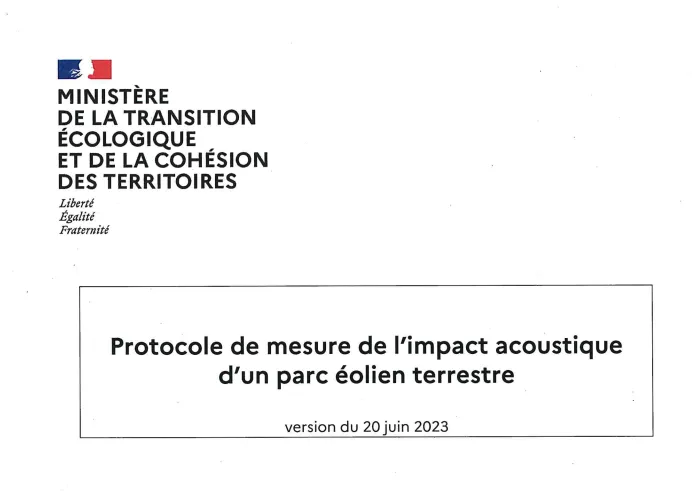 MINISTÈRE
DE LA TRANSITION
ÉCOLOGIQUE
ET DE LA COHÉSION
DES TERRITOIRES
Liberté
Égalité
Fraternité
Protocole de mesure de l'impact acoustique
d'un parc éolien terrestre
version du 20 juin 2023